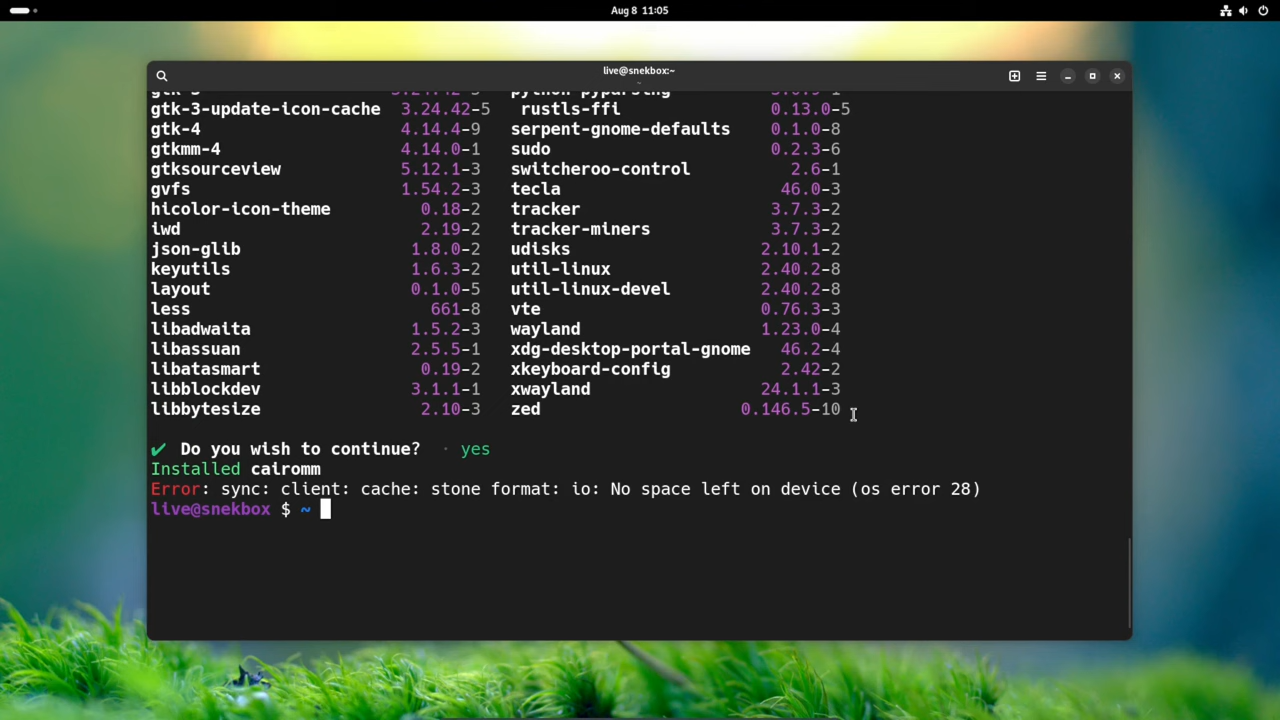 Aug 8 11:05
live@snekbox:~
gtk-3-update-icon-cache 3.24.42-5 rustls-ffi 0.13.0-5
gtk-4 4.14.4-9 serpent-gnome-defaults 0.1.0-8
gtkmm-4 4.14.0-1 sudo 0.2.3-6
gtksourceview 5.12.1-3 switcheroo-control 2.6-1
gvfs 1.54.2-3 tecla 46.0-3
hicolor-icon-theme 0.18-2 tracker 3.7.3-2
iwd 2.19-2 tracker-miners 3.7.3-2
json-glib 1.8.0-2 udisks 2.10.1-2
keyutils 1.6.3-2 util-linux 2.40.2-8
layout 0.1.0-5 util-linux-devel 2.40.2-8
less 661-8 vte 0.76.3-3
libadwaita 1.5.2-3 wayland 1.23.0-4
libassuan 2.5.5-1 xdg-desktop-portal-gnome 46.2-4
libatasmart 0.19-2 xkeyboard-config 2.42-2
libblockdev 3.1.1-1 xwayland 24.1.1-3
libbytesize 2.10-3 zed 0.146.5-10
✔ Do you wish to continue? · yes
Installed cairomm
Error: sync: client: cache: stone format: io: No space left on device (os error 28)
live@snekbox $ ~